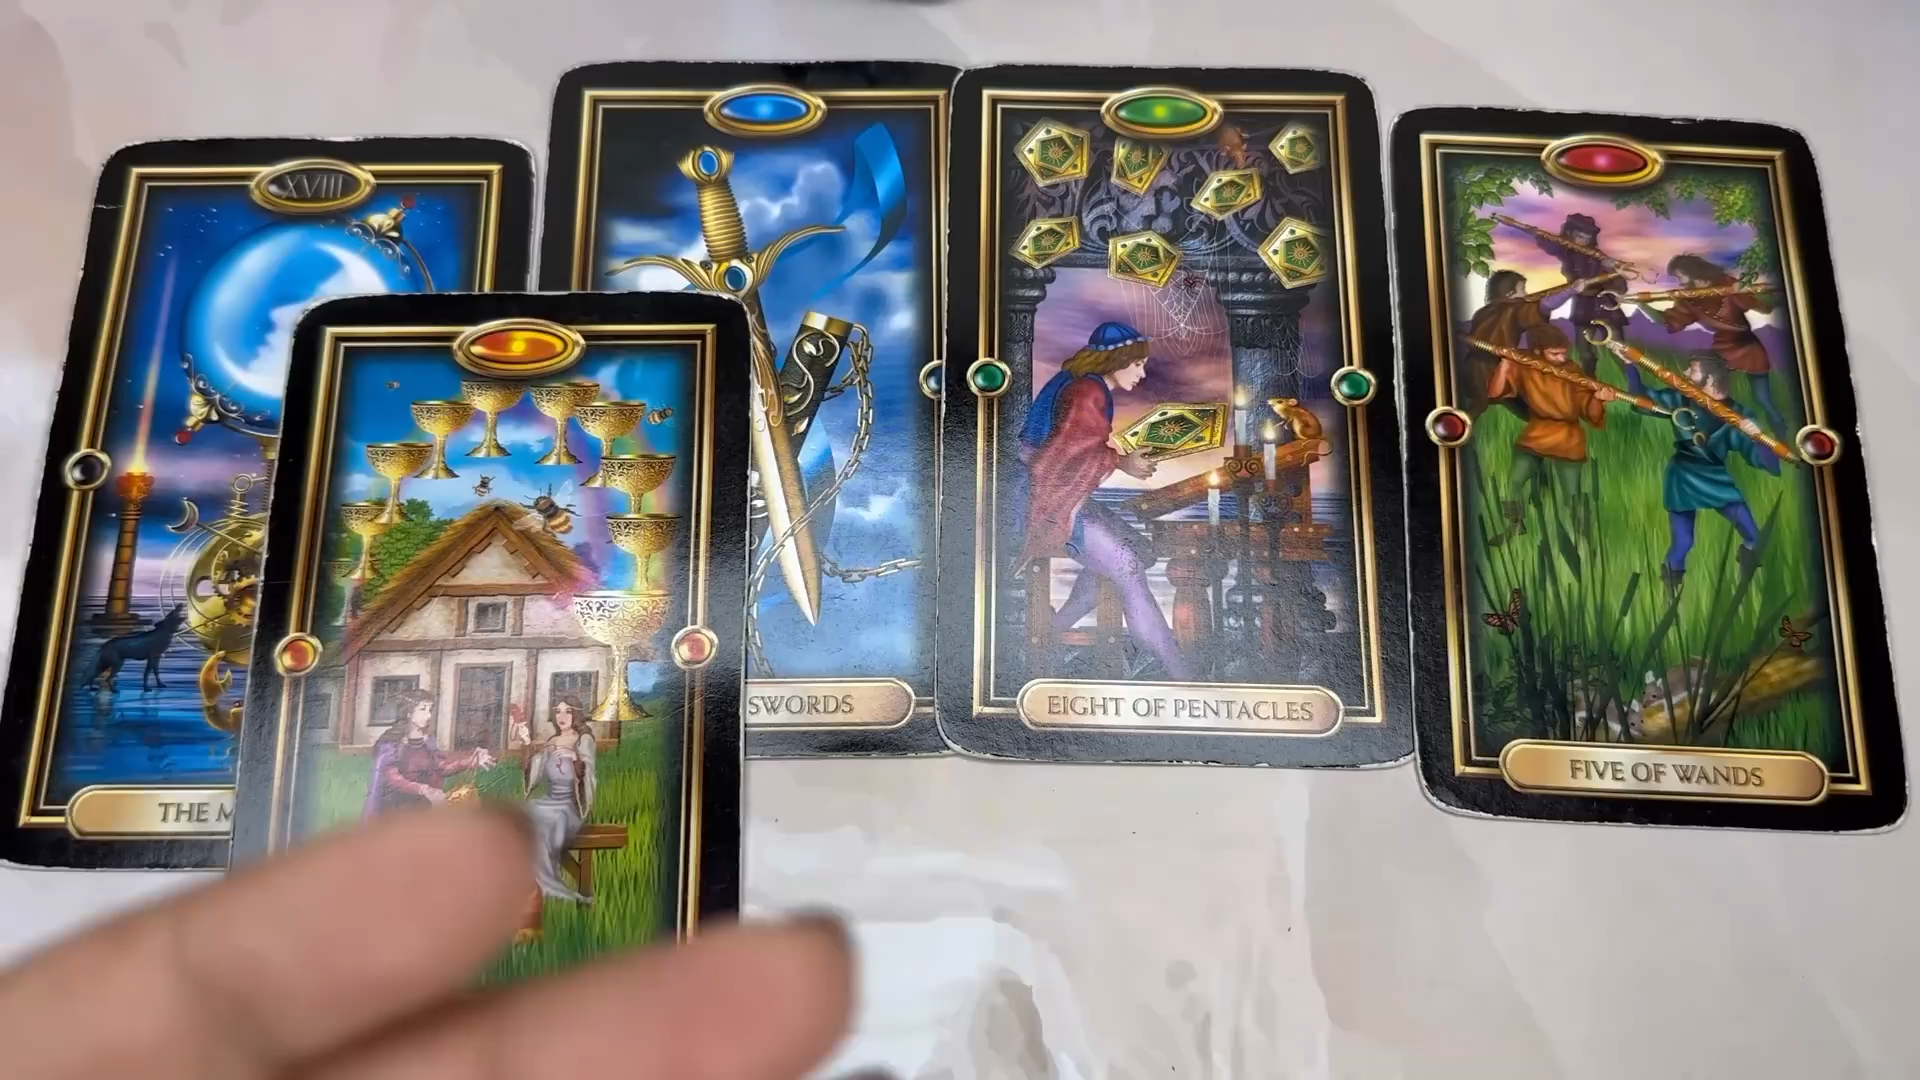 XVIII
THE M
SWORDS
EIGHT OF PENTACLES
FIVE OF WANDS